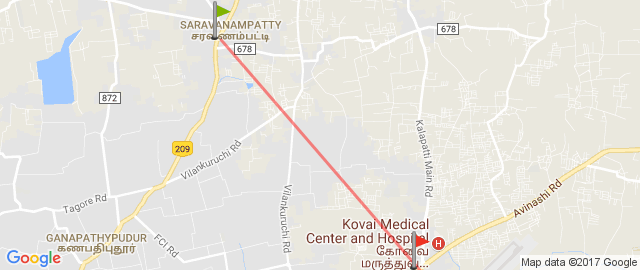 SARAVANAMPATTY
சரவணம்பட்டி
678
678
872
Kalapatti Main Rd
209
Vilankuruchi Rd
Avinashi Rd
Vilankuruchi Rd
Tagore Rd
Kovai Medical
H
Center and Hospital
GANAPATHYPUDUR
கோவை
கணபதிபுதூர்
FCI Rd
மருத்துவ...
Google
Map data ©2017 Google